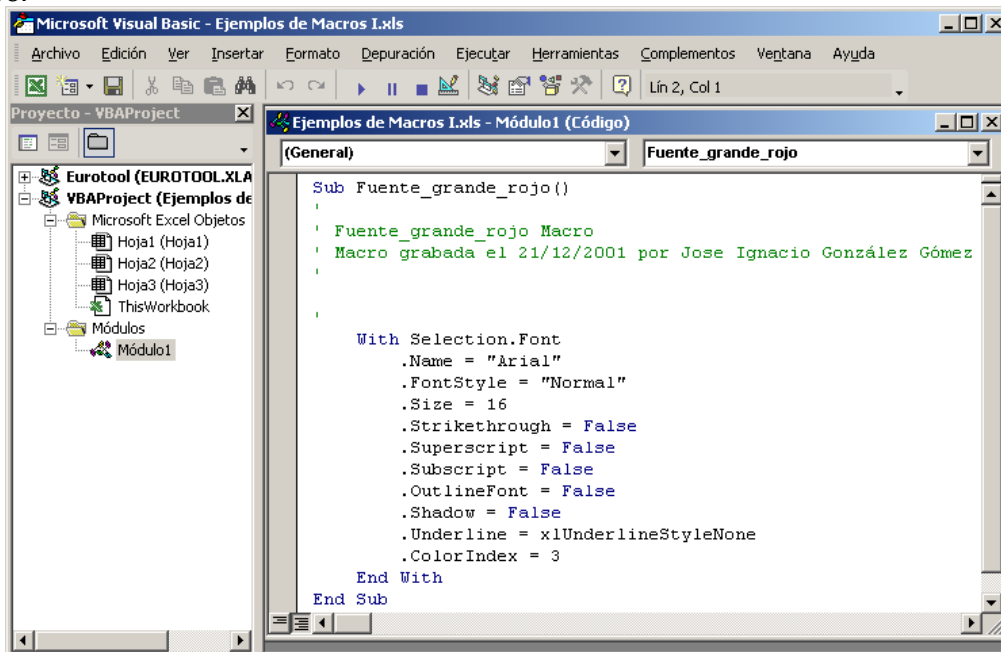 Microsoft Visual Basic - Ejemplos de Macros I.xls
Archivo Edición Ver Insertar Formato Depuración Ejecutar Herramientas Complementos Ventana Ayuda
Lín 2, Col 1
Proyecto - VBAProject
Eurotool (EUROTOOL.XLA
VBAProject (Ejemplos de
Microsoft Excel Objetos
Hoja1 (Hoja1)
Hoja2 (Hoja2)
Hoja3 (Hoja3)
ThisWorkbook
Módulos
Módulo1
Ejemplos de Macros I.xls - Módulo1 (Código)
(General) Fuente_grande_rojo
Sub Fuente_grande_rojo()
'
' Fuente_grande_rojo Macro
' Macro grabada el 21/12/2001 por Jose Ignacio González Gómez
'
'
With Selection.Font
.Name = "Arial"
.FontStyle = "Normal"
.Size = 16
.Strikethrough = False
.Superscript = False
.Subscript = False
.OutlineFont = False
.Shadow = False
.Underline = xlUnderlineStyleNone
.ColorIndex = 3
End With
End Sub